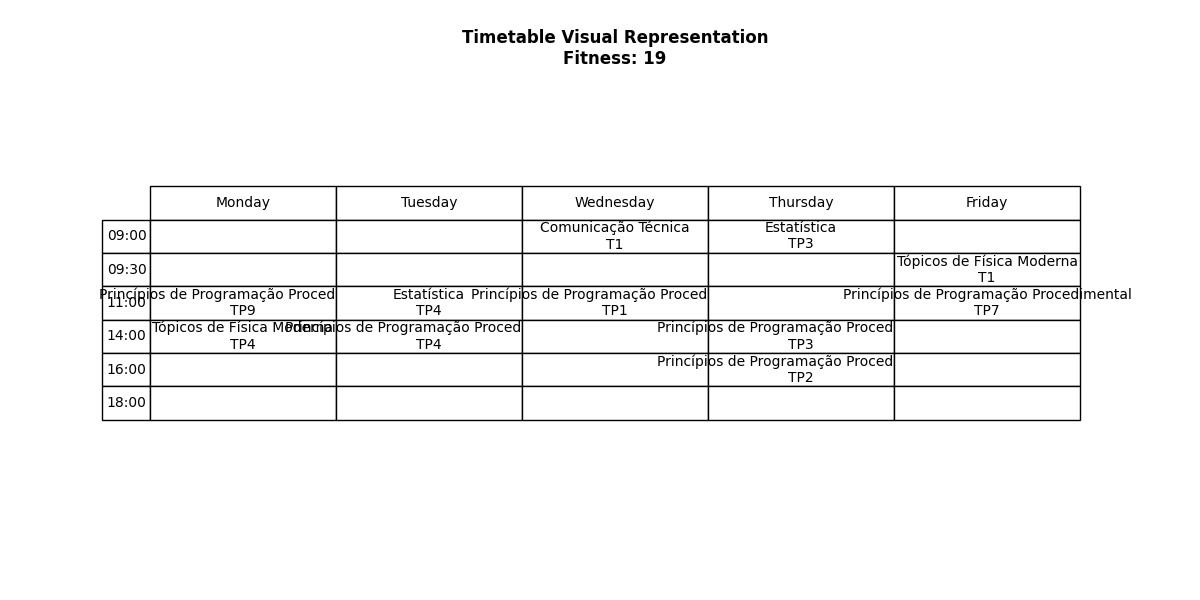 Timetable Visual Representation
Fitness: 19
Monday Tuesday Wednesday Thursday Friday
09:00 Comunicação Técnica Estatística
T1 TP3
09:30 Tópicos de Física Moderna
T1
11:00 Princípios de Programação Proced Estatística Princípios de Programação Proced Princípios de Programação Procedimental
TP9 TP4 TP1 TP7
14:00 Tópicos de Física Moderna Princípios de Programação Proced Princípios de Programação Proced
TP4 TP4 TP3
16:00 Princípios de Programação Proced
TP2
18:00